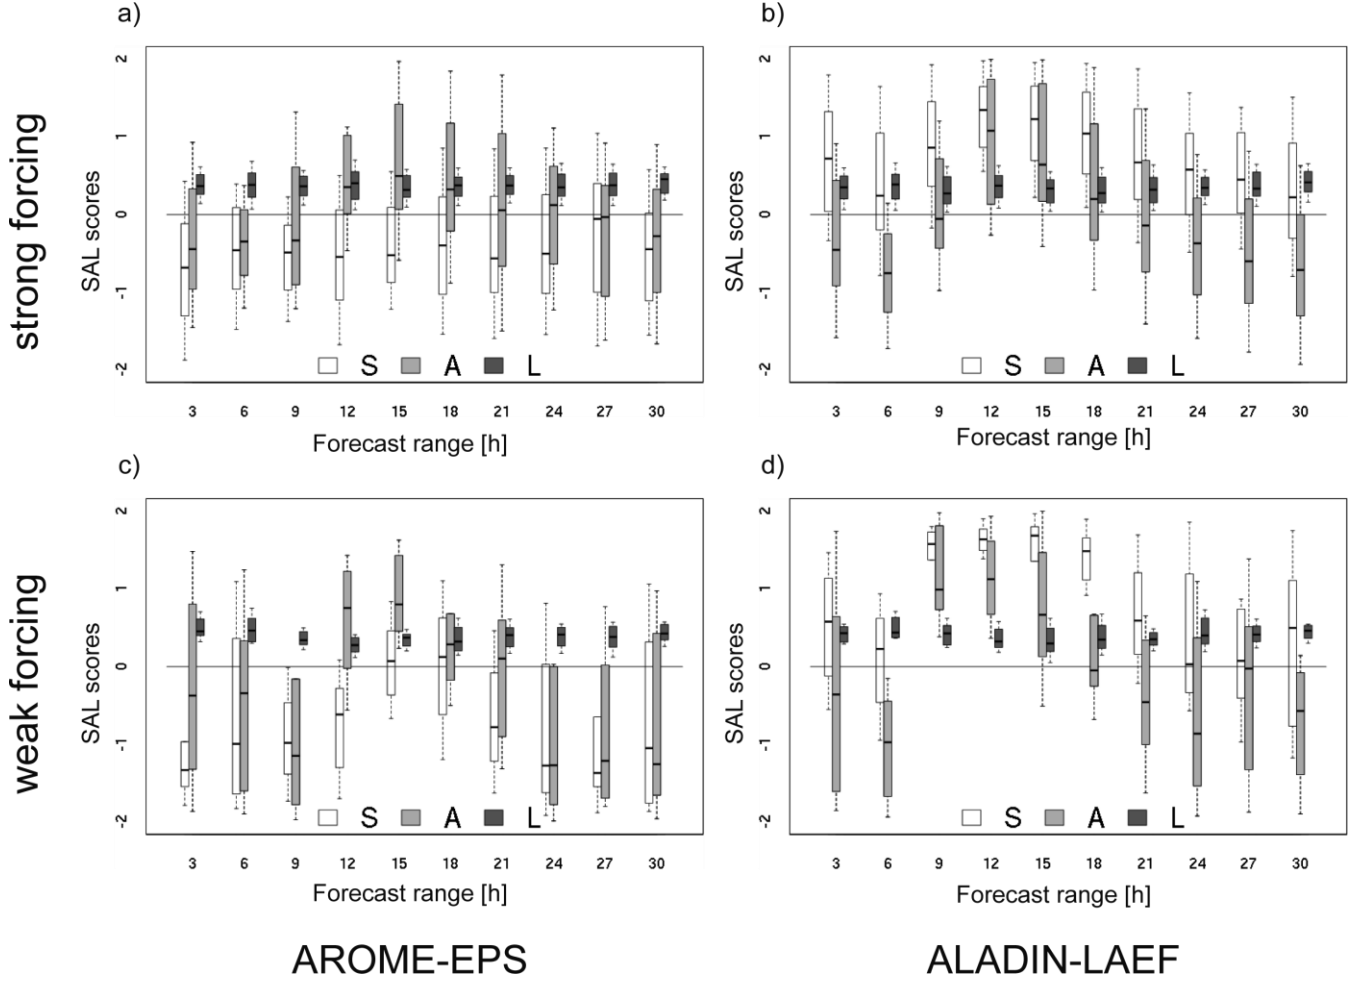 a)
b)
strong forcing
SAL scores
2
1
0
-1
-2
S A L
3 6 9 12 15 18 21 24 27 30
Forecast range [h]
SAL scores
2
1
0
-1
-2
S A L
3 6 9 12 15 18 21 24 27 30
Forecast range [h]
c)
d)
weak forcing
SAL scores
2
1
0
-1
-2
S A L
3 6 9 12 15 18 21 24 27 30
Forecast range [h]
SAL scores
2
1
0
-1
-2
S A L
3 6 9 12 15 18 21 24 27 30
Forecast range [h]
AROME-EPS
ALADIN-LAEF